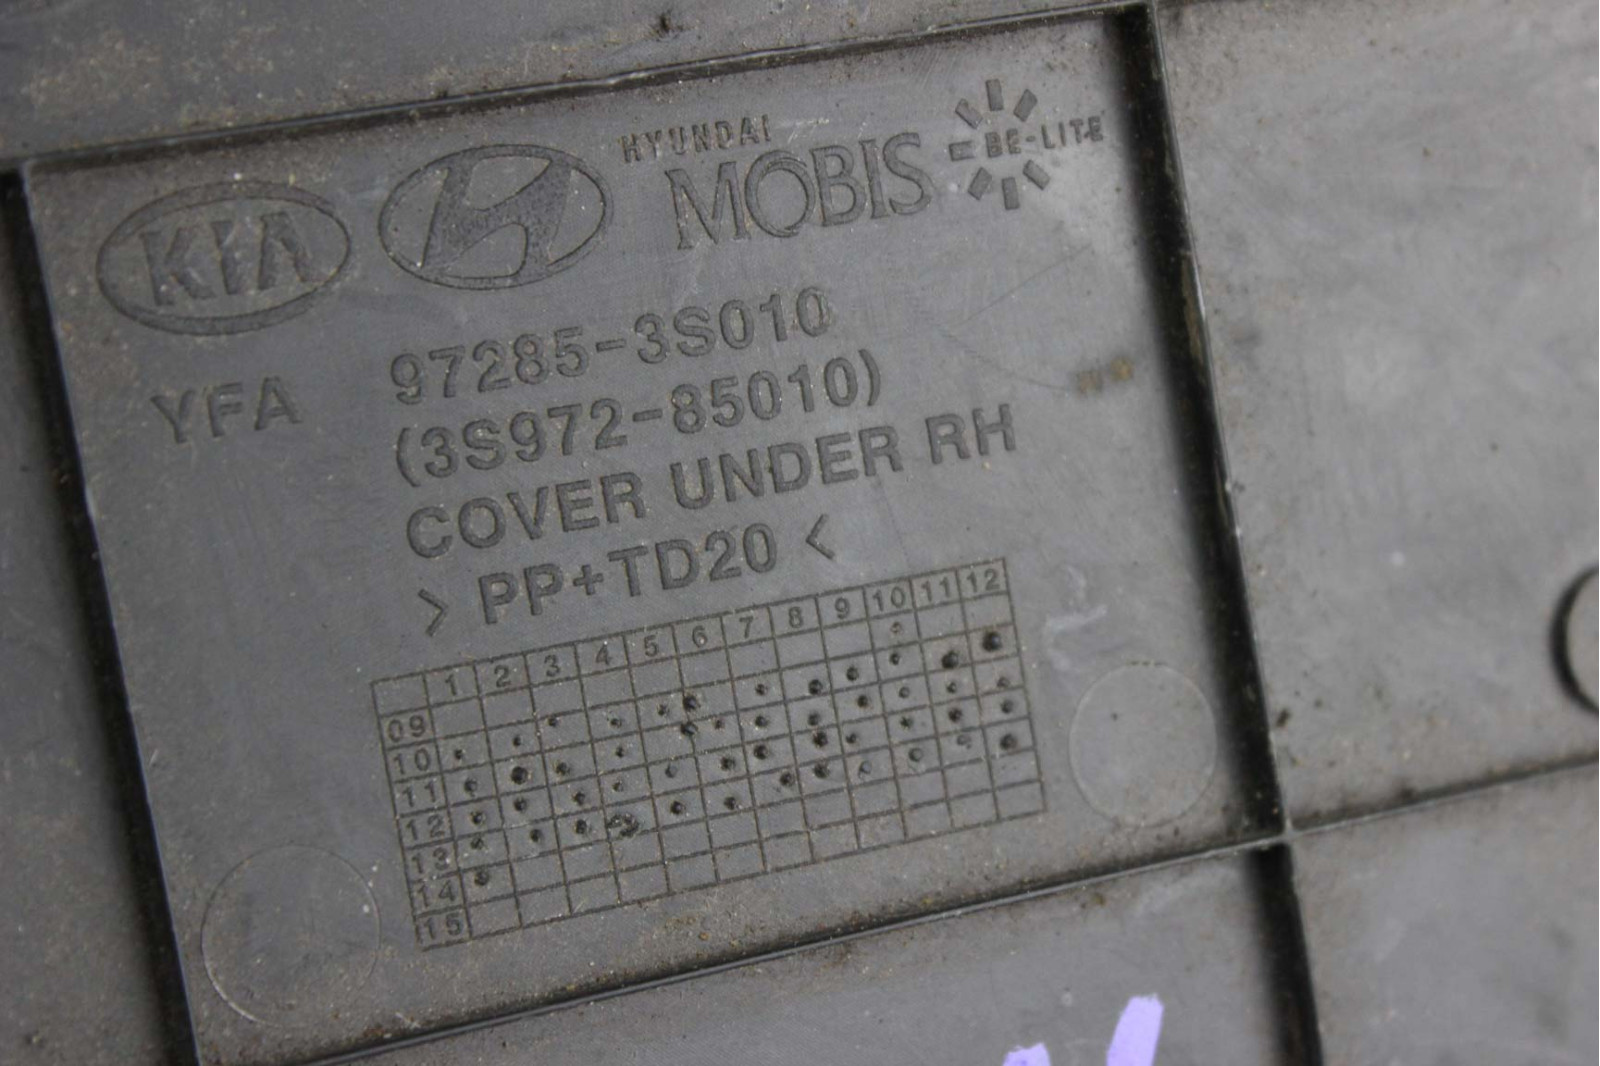 KIA
HYUNDAI
MOBIS
BE-LITE
YFA
97285-3S010
(3S972-85010)
COVER UNDER RH
> PP+TD20 <
1 2 3 4 5 6 7 8 9 10 11 12
09
10
11
12
13
14
15